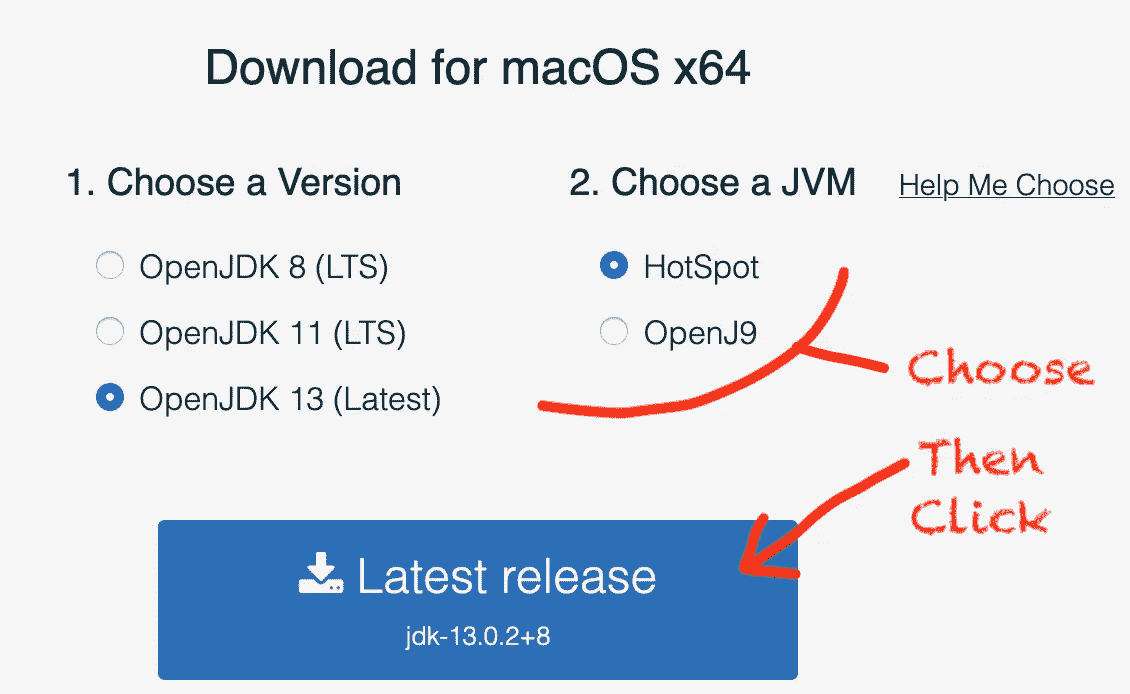 Download for macOS x64
1. Choose a Version
2. Choose a JVM
Help Me Choose
OpenJDK 8 (LTS)
OpenJDK 11 (LTS)
OpenJDK 13 (Latest)
HotSpot
OpenJ9
Choose
Then
Click
Latest release
jdk-13.0.2+8